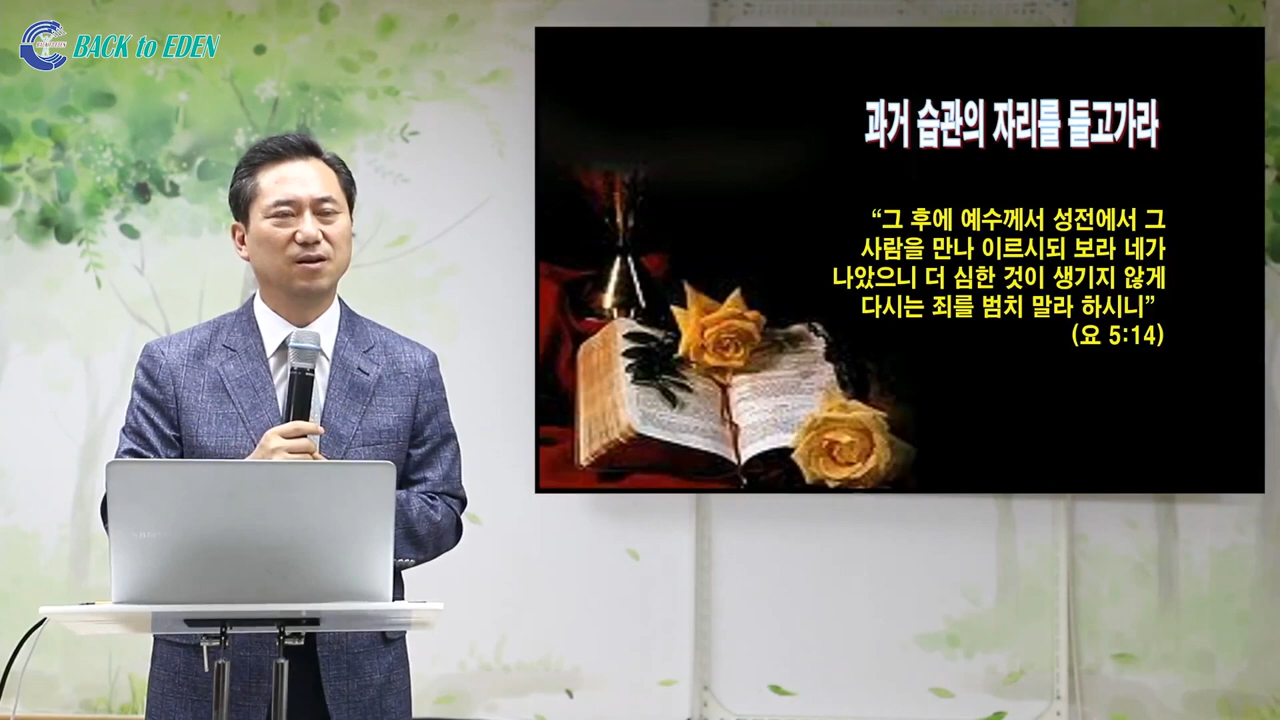 BACK to EDEN
과거 습관의 자리를 들고가라
“그 후에 예수께서 성전에서 그
사람을 만나 이르시되 보라 네가
나았으니 더 심한 것이 생기지 않게
다시는 죄를 범치 말라 하시니”
(요 5:14)